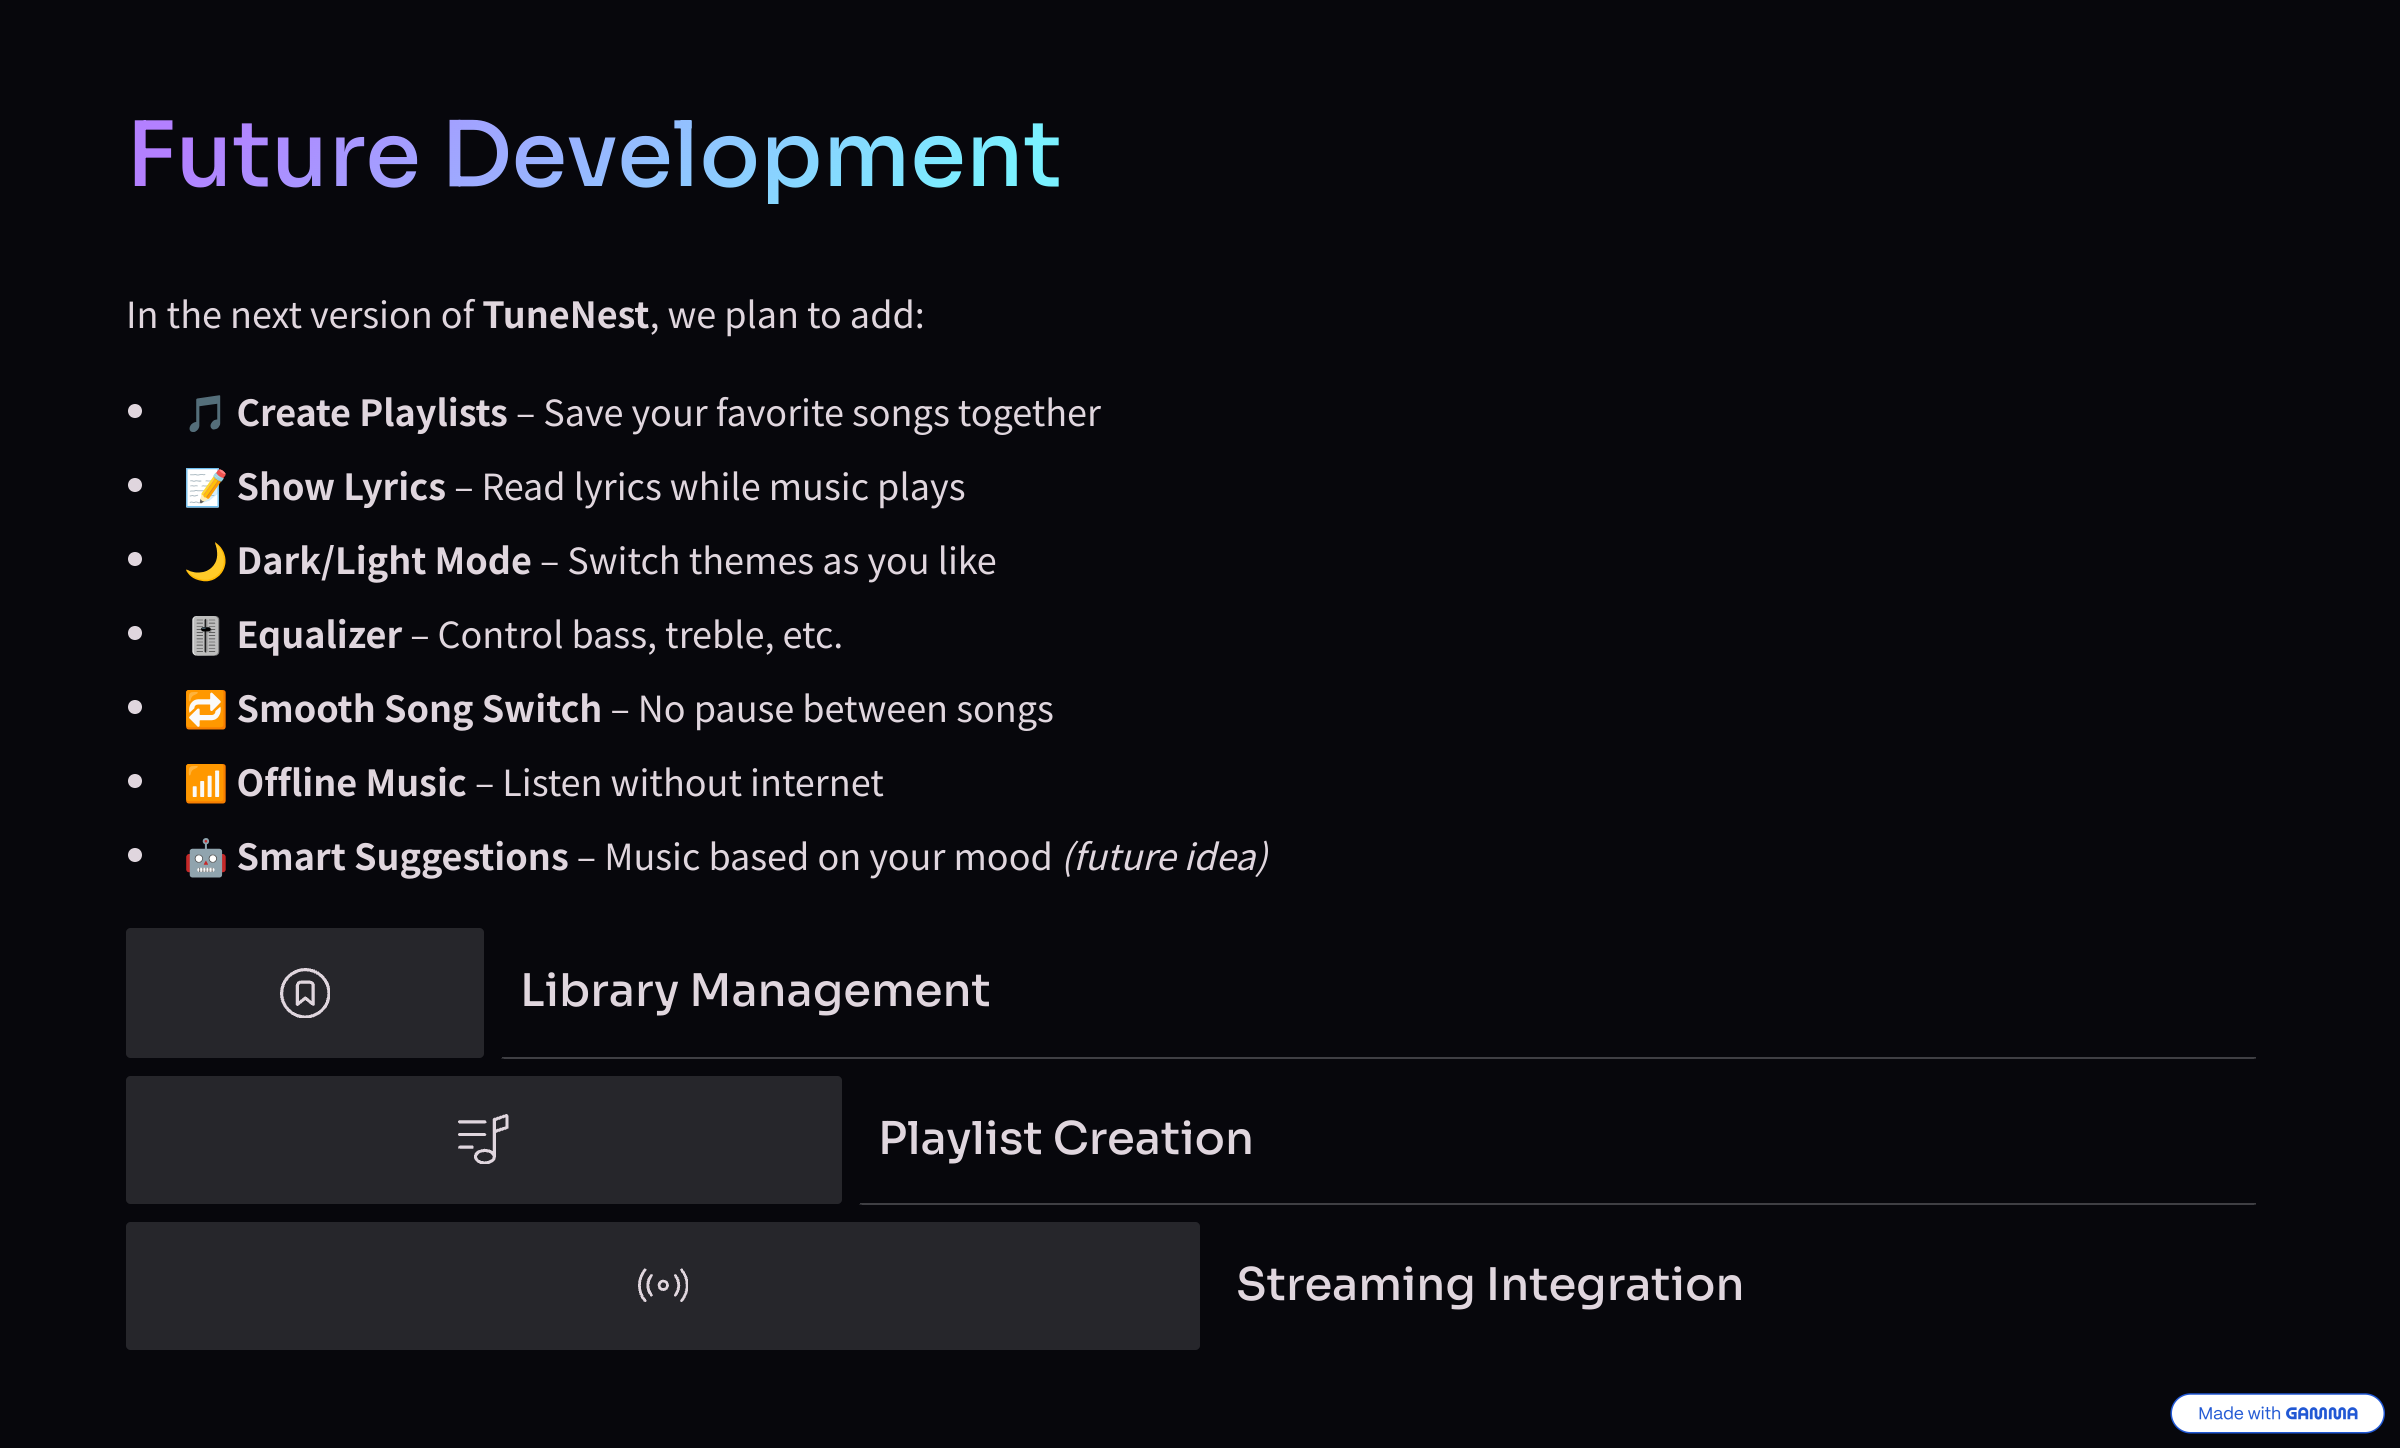 Future Development
In the next version of TuneNest, we plan to add:
• 🎵 Create Playlists – Save your favorite songs together
• 📝 Show Lyrics – Read lyrics while music plays
• 🌙 Dark/Light Mode – Switch themes as you like
• 🎚️ Equalizer – Control bass, treble, etc.
• 🔁 Smooth Song Switch – No pause between songs
• 📶 Offline Music – Listen without internet
• 🤖 Smart Suggestions – Music based on your mood (future idea)
Library Management
Playlist Creation
Streaming Integration
Made with GAMMA